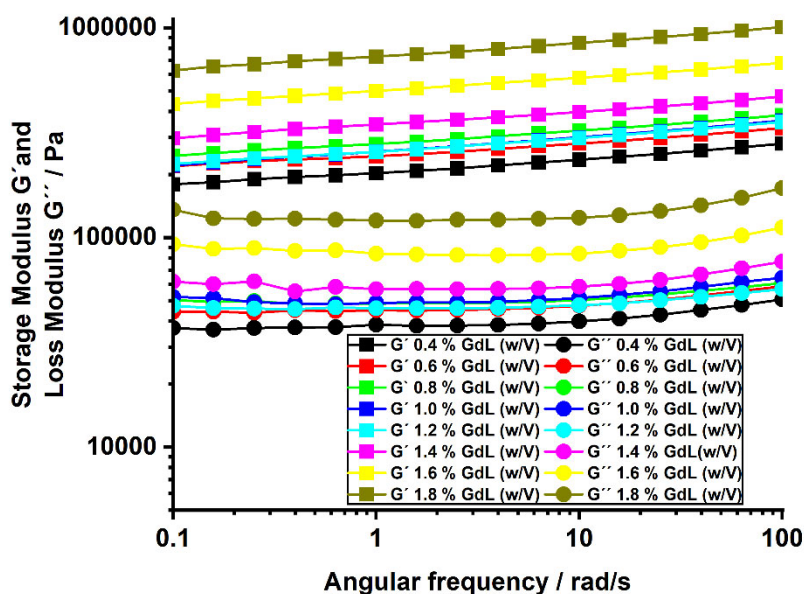 1000000
100000
10000
Storage Modulus G´and
Loss Modulus G´´ / Pa
G´ 0.4 % GdL (w/V) G´´ 0.4 % GdL (w/V)
G´ 0.6 % GdL (w/V) G´´ 0.6 % GdL (w/V)
G` 0.8 % GdL (w/V) G´´ 0.8 % GdL (w/V)
G´ 1.0 % GdL (w/V) G´´ 1.0 % GdL (w/V)
G´ 1.2 % GdL (w/V) G´´ 1.2 % GdL (w/V)
G´ 1.4 % GdL (w/V) G´´ 1.4 % GdL(w/V)
G´ 1.6 % GdL (w/V) G´´ 1.6 % GdL (w/V)
G´ 1.8 % GdL (w/V) G´´ 1.8 % GdL (w/V)
0.1 1 10 100
Angular frequency / rad/s